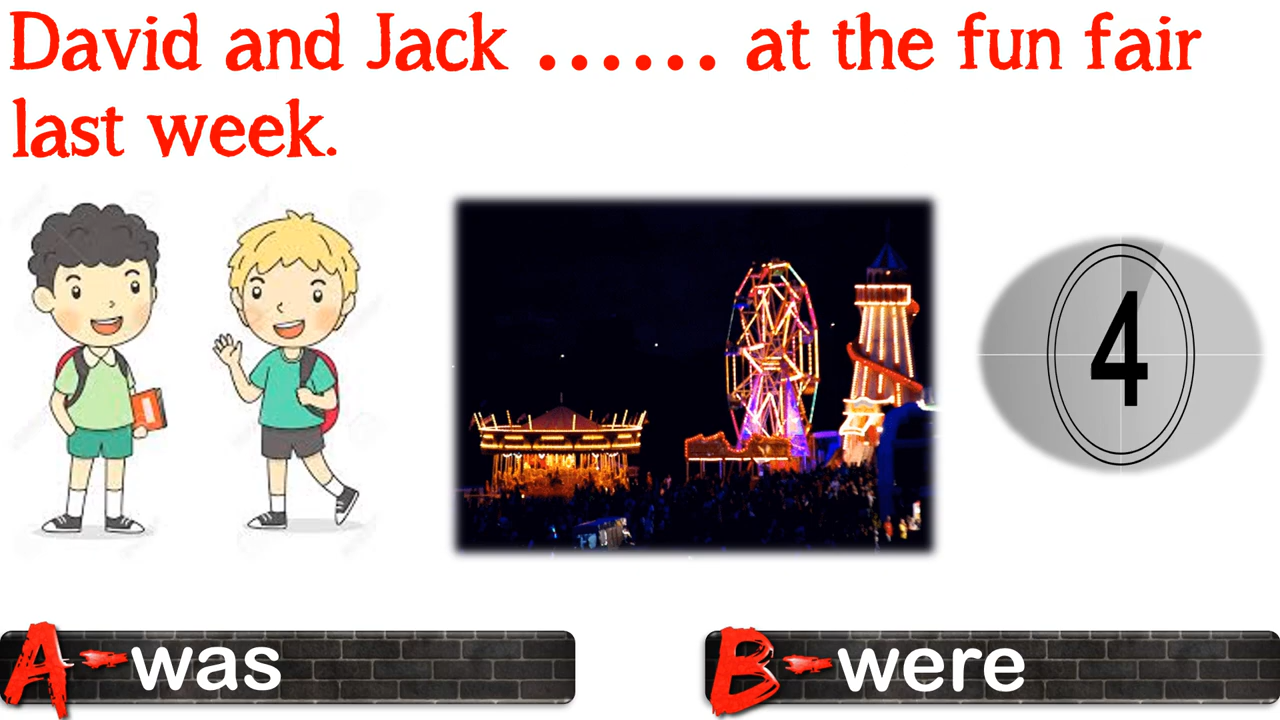 David and Jack ...... at the fun fair
last week.
4
A-was
B-were